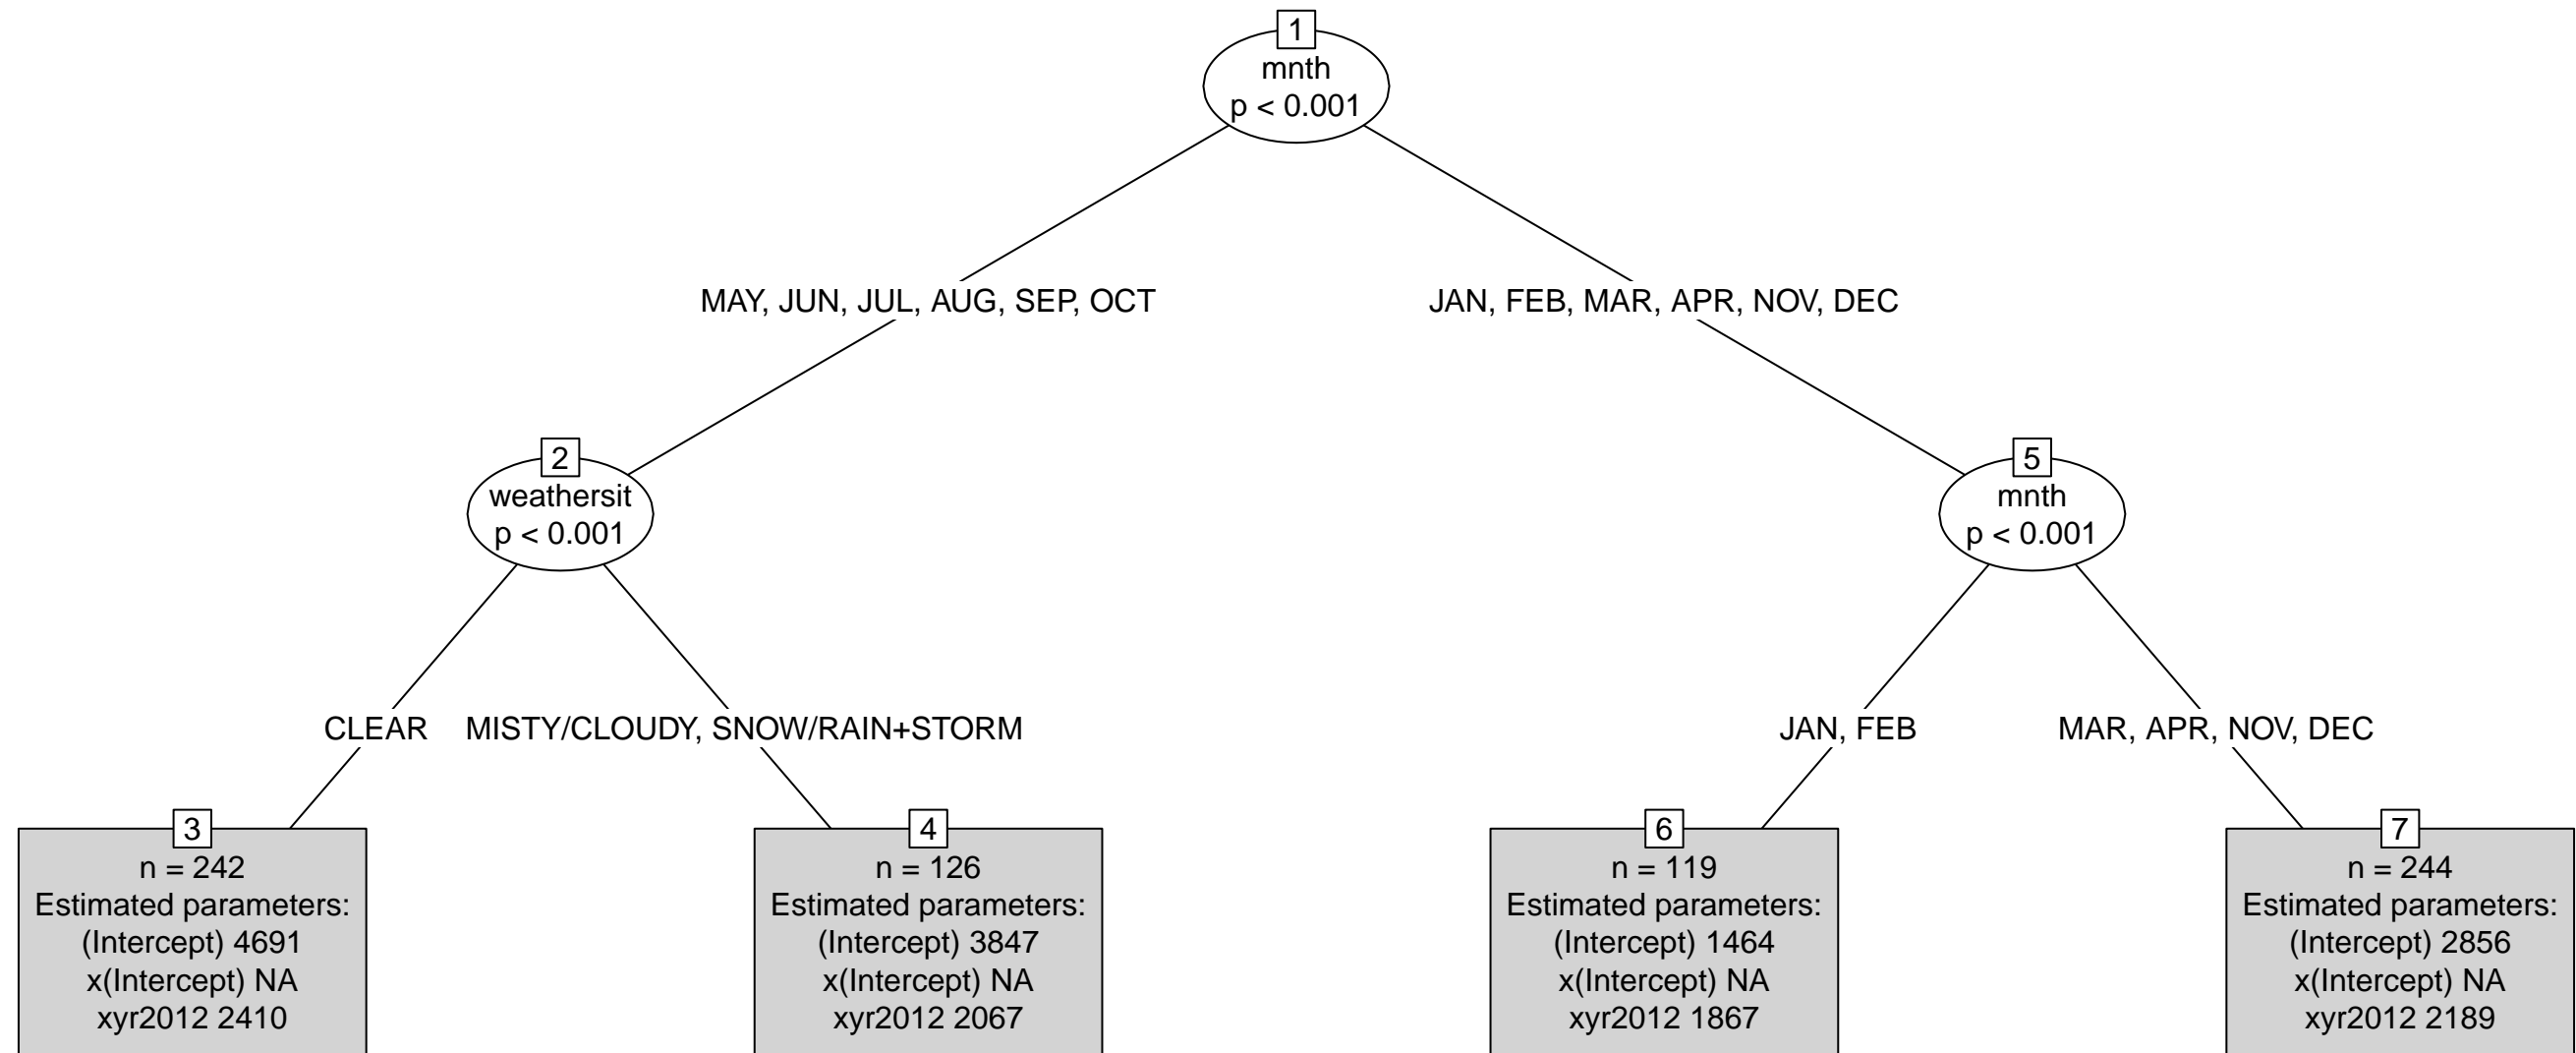 1
mnth
p < 0.001
MAY, JUN, JUL, AUG, SEP, OCT
JAN, FEB, MAR, APR, NOV, DEC
2
weathersit
p < 0.001
5
mnth
p < 0.001
CLEAR
MISTY/CLOUDY, SNOW/RAIN+STORM
JAN, FEB
MAR, APR, NOV, DEC
3
n = 242
Estimated parameters:
(Intercept) 4691
x(Intercept) NA
xyr2012 2410
4
n = 126
Estimated parameters:
(Intercept) 3847
x(Intercept) NA
xyr2012 2067
6
n = 119
Estimated parameters:
(Intercept) 1464
x(Intercept) NA
xyr2012 1867
7
n = 244
Estimated parameters:
(Intercept) 2856
x(Intercept) NA
xyr2012 2189